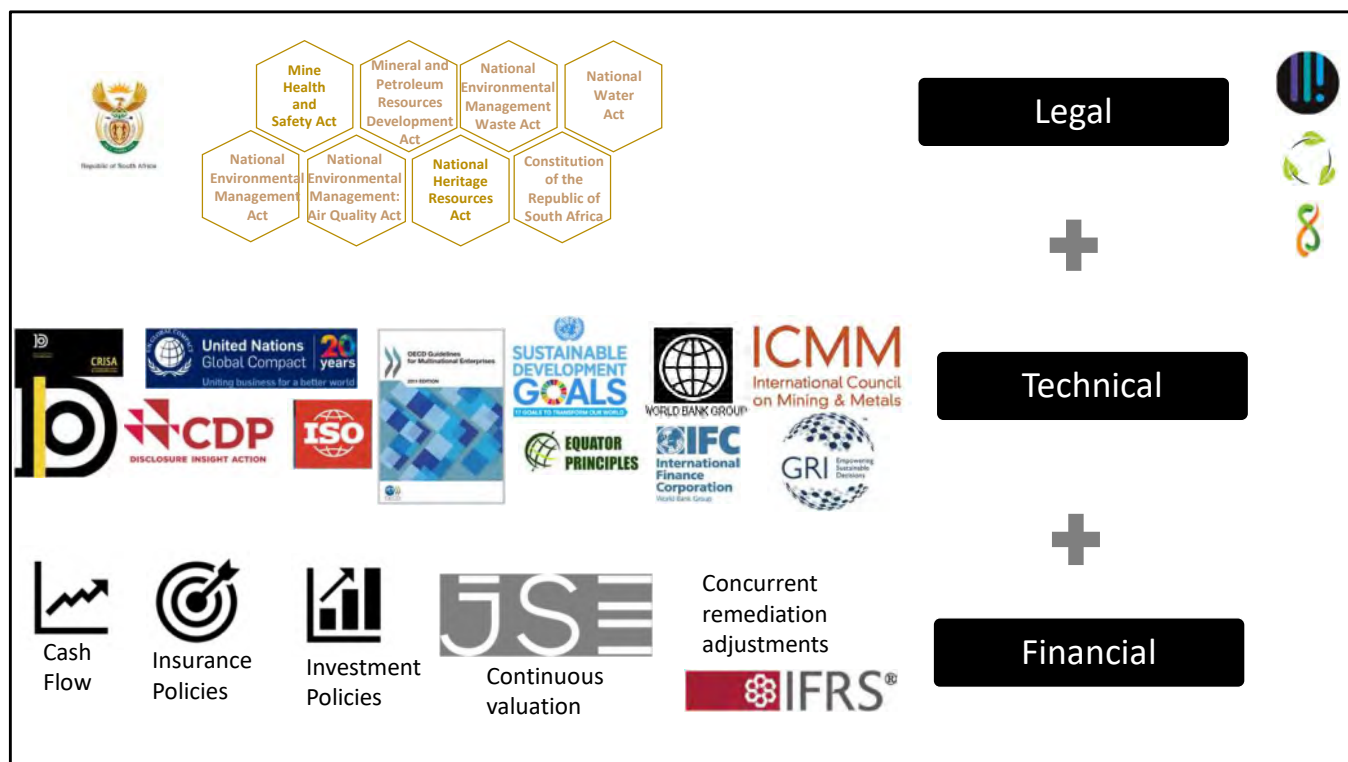 Republic of South Africa
Mine
Health
and
Safety Act
Mineral and
Petroleum
Resources
Development
Act
National
Environmental
Management
Waste Act
National
Water
Act
National
Environmental
Management
Act
National
Environmental
Management:
Air Quality Act
National
Heritage
Resources
Act
Constitution
of the
Republic of
South Africa
Legal
CRISA
United Nations
Global Compact
20
years
Uniting business for a better world
CDP
DISCLOSURE INSIGHT ACTION
ISO
OECD Guidelines
for Multinational Enterprises
2011 EDITION
SUSTAINABLE
DEVELOPMENT
GOALS
17 GOALS TO TRANSFORM OUR WORLD
EQUATOR
PRINCIPLES
WORLD BANK GROUP
IFC
International
Finance
Corporation
World Bank Group
ICMM
International Council
on Mining & Metals
GRI
Empowering
Sustainable
Decisions
Technical
Cash
Flow
Insurance
Policies
Investment
Policies
JSE
Continuous
valuation
Concurrent
remediation
adjustments
IFRS®
Financial